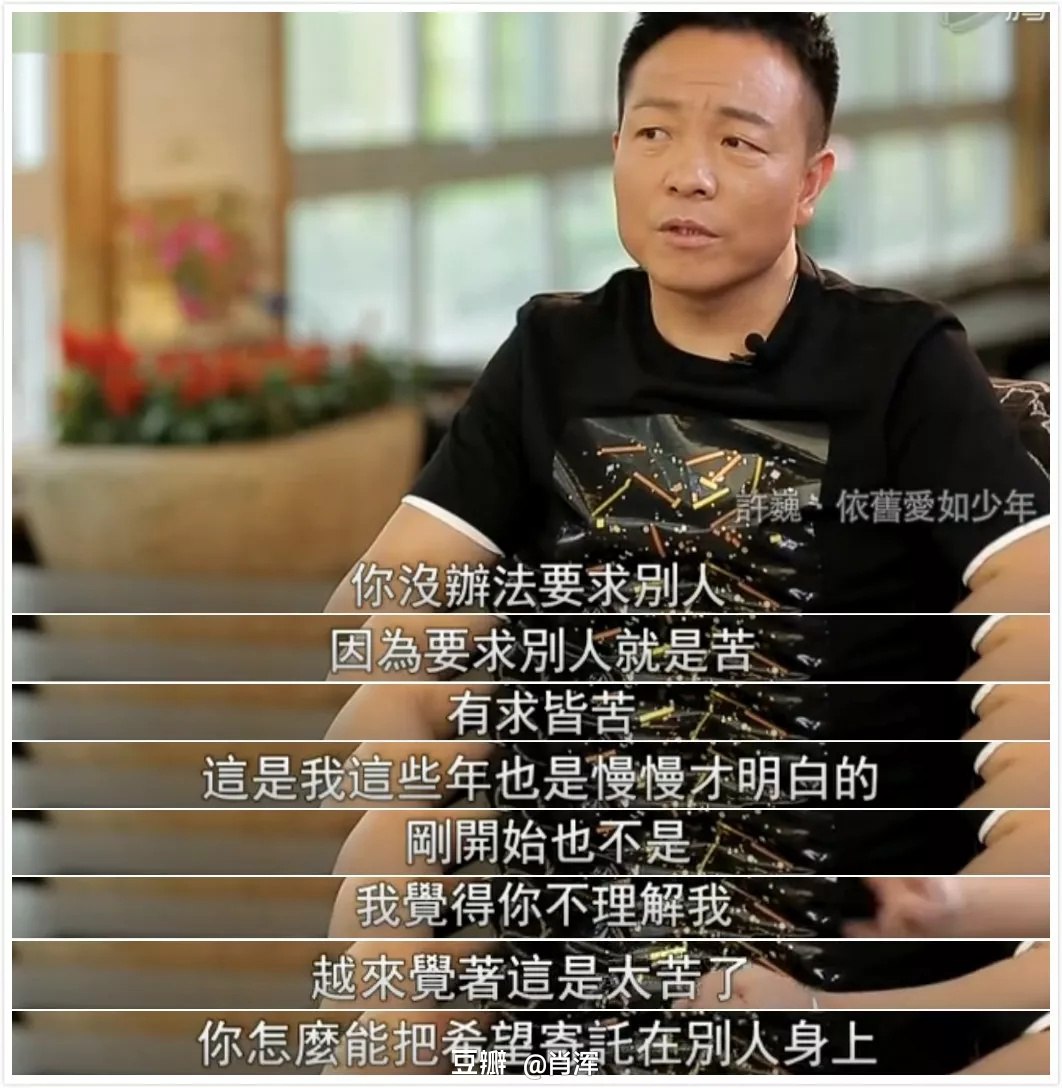 許巍·依舊愛如少年
你沒辦法要求別人
因為要求別人就是苦
有求皆苦
這是我這些年也是慢慢才明白的
剛開始也不是
我覺得你不理解我
越來覺著這是太苦了
你怎麼能把希望寄託在別人身上
豆瓣 @肖浑